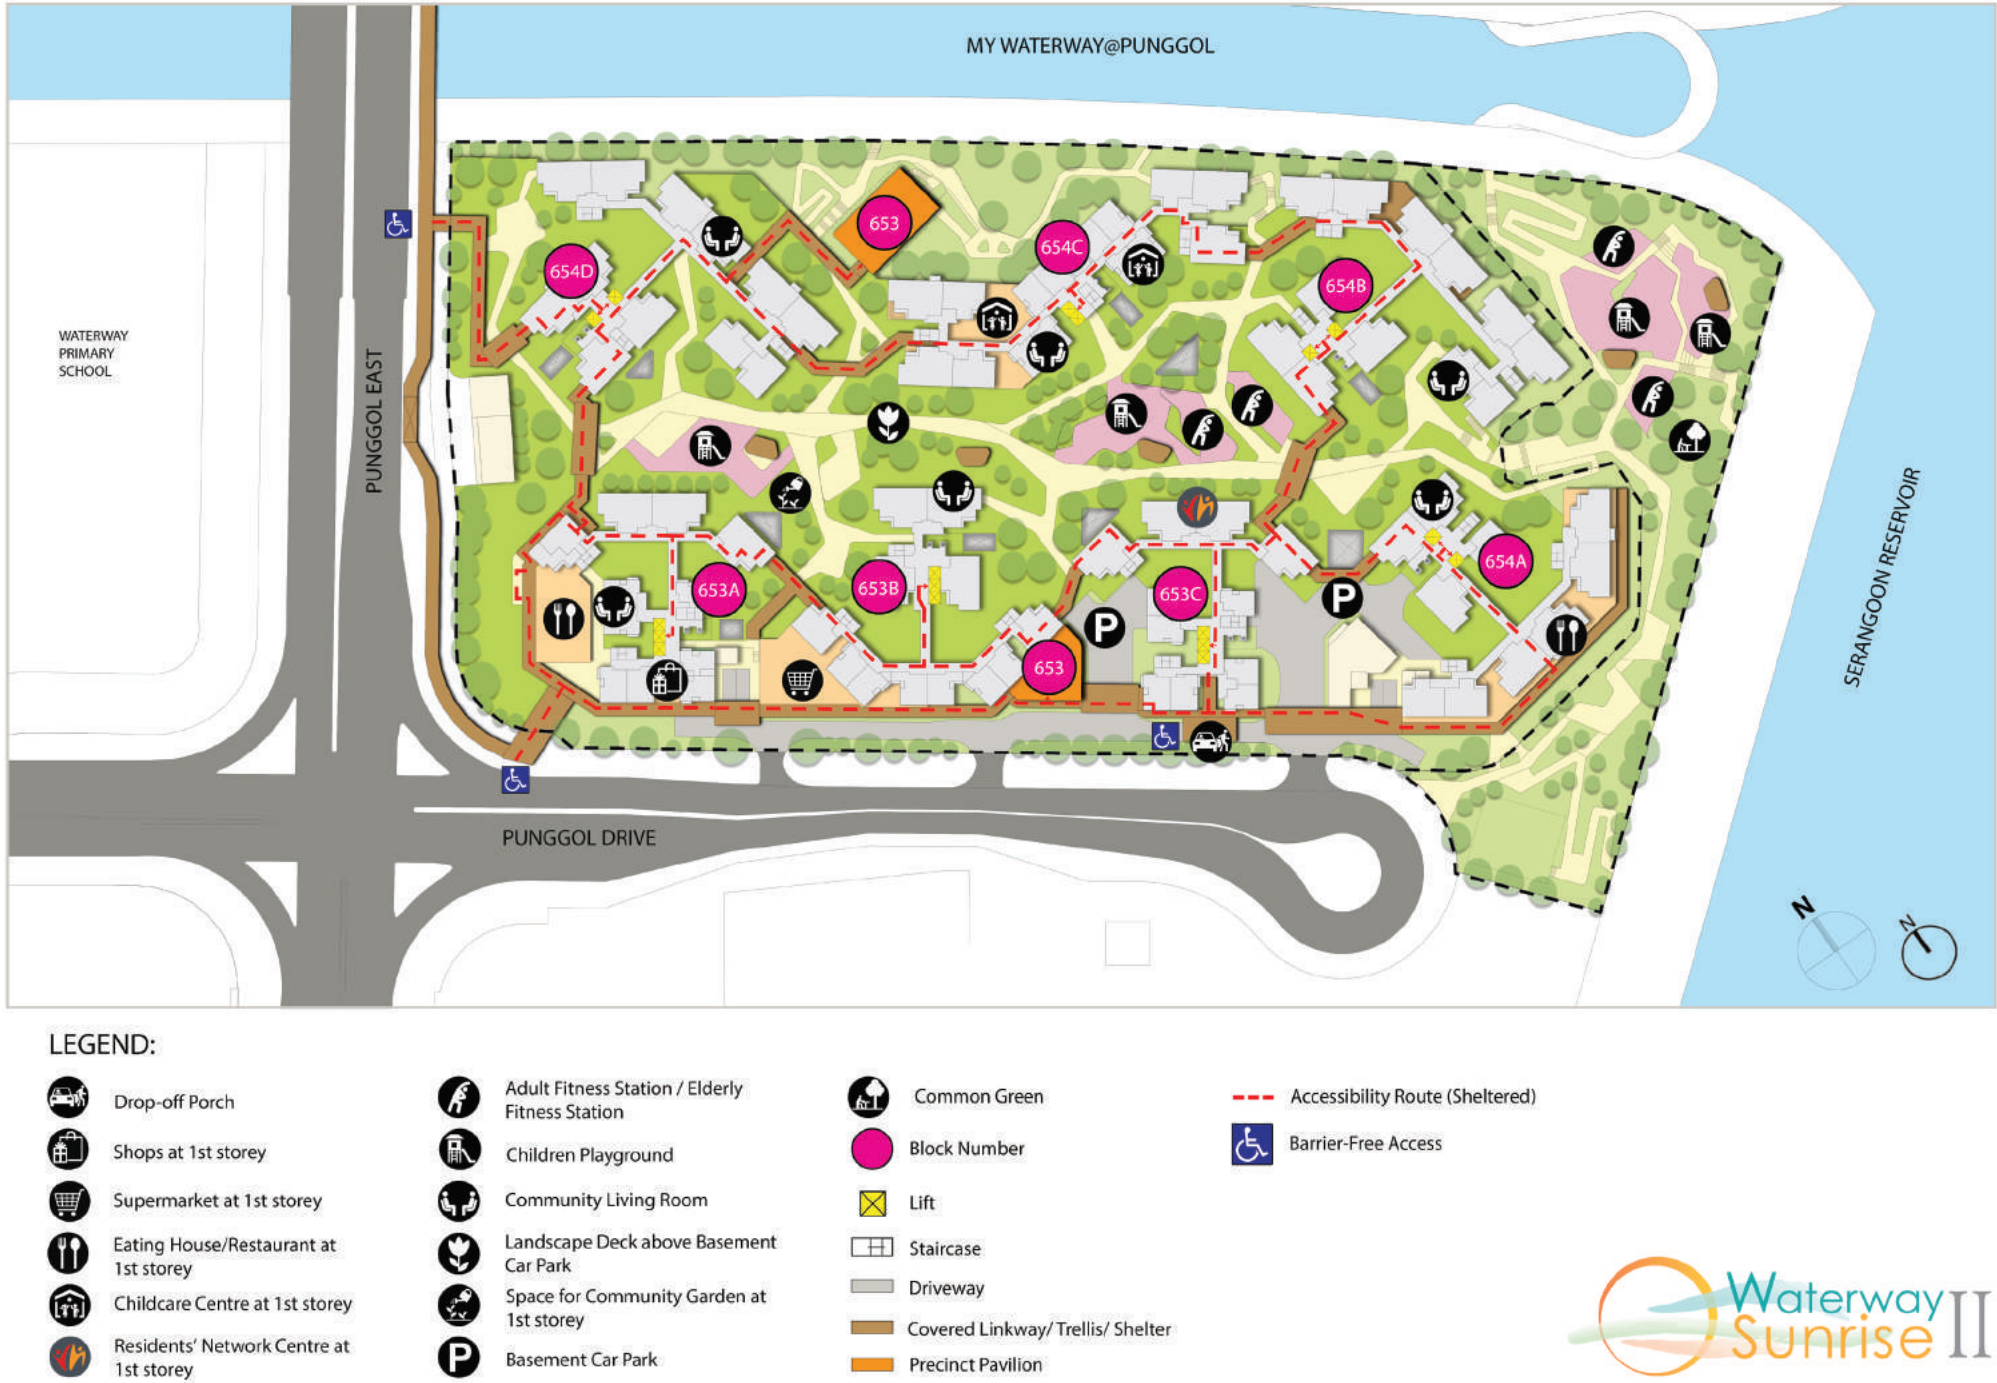 MY WATERWAY@PUNGGOL
WATERWAY
PRIMARY
SCHOOL
PUNGGOL EAST
653
654C
654D
654B
653A
653B
653C
654A
653
P
P
PUNGGOL DRIVE
SERANGOON RESERVOIR
N
N
LEGEND:
Drop-off Porch
Shops at 1st storey
Supermarket at 1st storey
Eating House/Restaurant at
1st storey
Childcare Centre at 1st storey
Residents' Network Centre at
1st storey
Adult Fitness Station / Elderly
Fitness Station
Children Playground
Community Living Room
Landscape Deck above Basement
Car Park
Space for Community Garden at
1st storey
P
Basement Car Park
Common Green
Block Number
Lift
Staircase
Driveway
Covered Linkway/ Trellis/ Shelter
Precinct Pavilion
Accessibility Route (Sheltered)
Barrier-Free Access
Waterway
Sunrise II